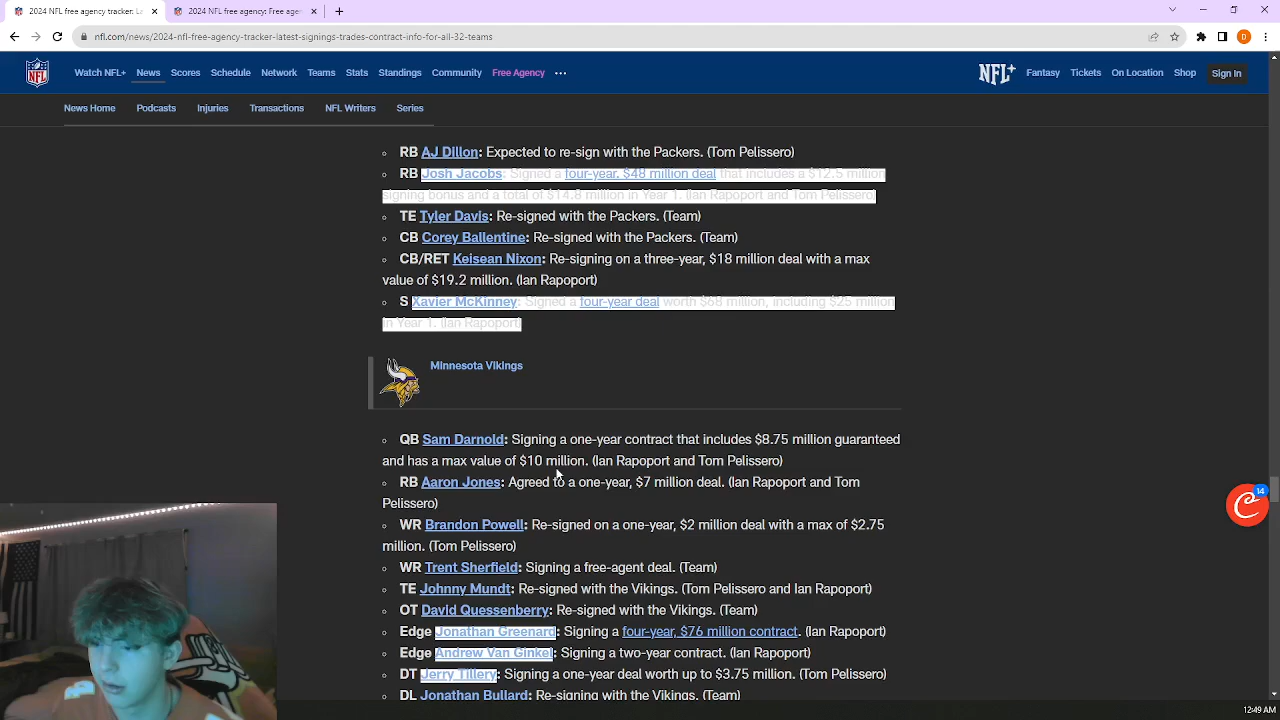 2024 NFL free agency tracker: La
2024 NFL free agency: Free agen
nfl.com/news/2024-nfl-free-agency-tracker-latest-signings-trades-contract-info-for-all-32-teams
D
NFL
Watch NFL+ News Scores Schedule Network Teams Stats Standings Community Free Agency
NFL+ Fantasy Tickets On Location Shop Sign In
News Home Podcasts Injuries Transactions NFL Writers Series
RB AJ Dillon: Expected to re-sign with the Packers. (Tom Pelissero)
RB Josh Jacobs: Signed a four-year. $48 million deal that includes a $12.5 million
signing bonus and a total of $14.8 million in Year 1. (Ian Rapoport and Tom Pelissero)
TE Tyler Davis: Re-signed with the Packers. (Team)
CB Corey Ballentine: Re-signed with the Packers. (Team)
CB/RET Keisean Nixon: Re-signing on a three-year, $18 million deal with a max
value of $19.2 million. (Ian Rapoport)
S Xavier McKinney: Signed a four-year deal worth $68 million, including $25 million
in Year 1. (Ian Rapoport)
Minnesota Vikings
QB Sam Darnold: Signing a one-year contract that includes $8.75 million guaranteed
and has a max value of $10 million. (Ian Rapoport and Tom Pelissero)
RB Aaron Jones: Agreed to a one-year, $7 million deal. (Ian Rapoport and Tom
Pelissero)
WR Brandon Powell: Re-signed on a one-year, $2 million deal with a max of $2.75
million. (Tom Pelissero)
WR Trent Sherfield: Signing a free-agent deal. (Team)
TE Johnny Mundt: Re-signed with the Vikings. (Tom Pelissero and Ian Rapoport)
OT David Quessenberry: Re-signed with the Vikings. (Team)
Edge Jonathan Greenard: Signing a four-year, $76 million contract. (Ian Rapoport)
Edge Andrew Van Ginkel: Signing a two-year contract. (Ian Rapoport)
DT Jerry Tillery: Signing a one-year deal worth up to $3.75 million. (Tom Pelissero)
DL Jonathan Bullard: Re-signing with the Vikings. (Team)
14
12:49 AM